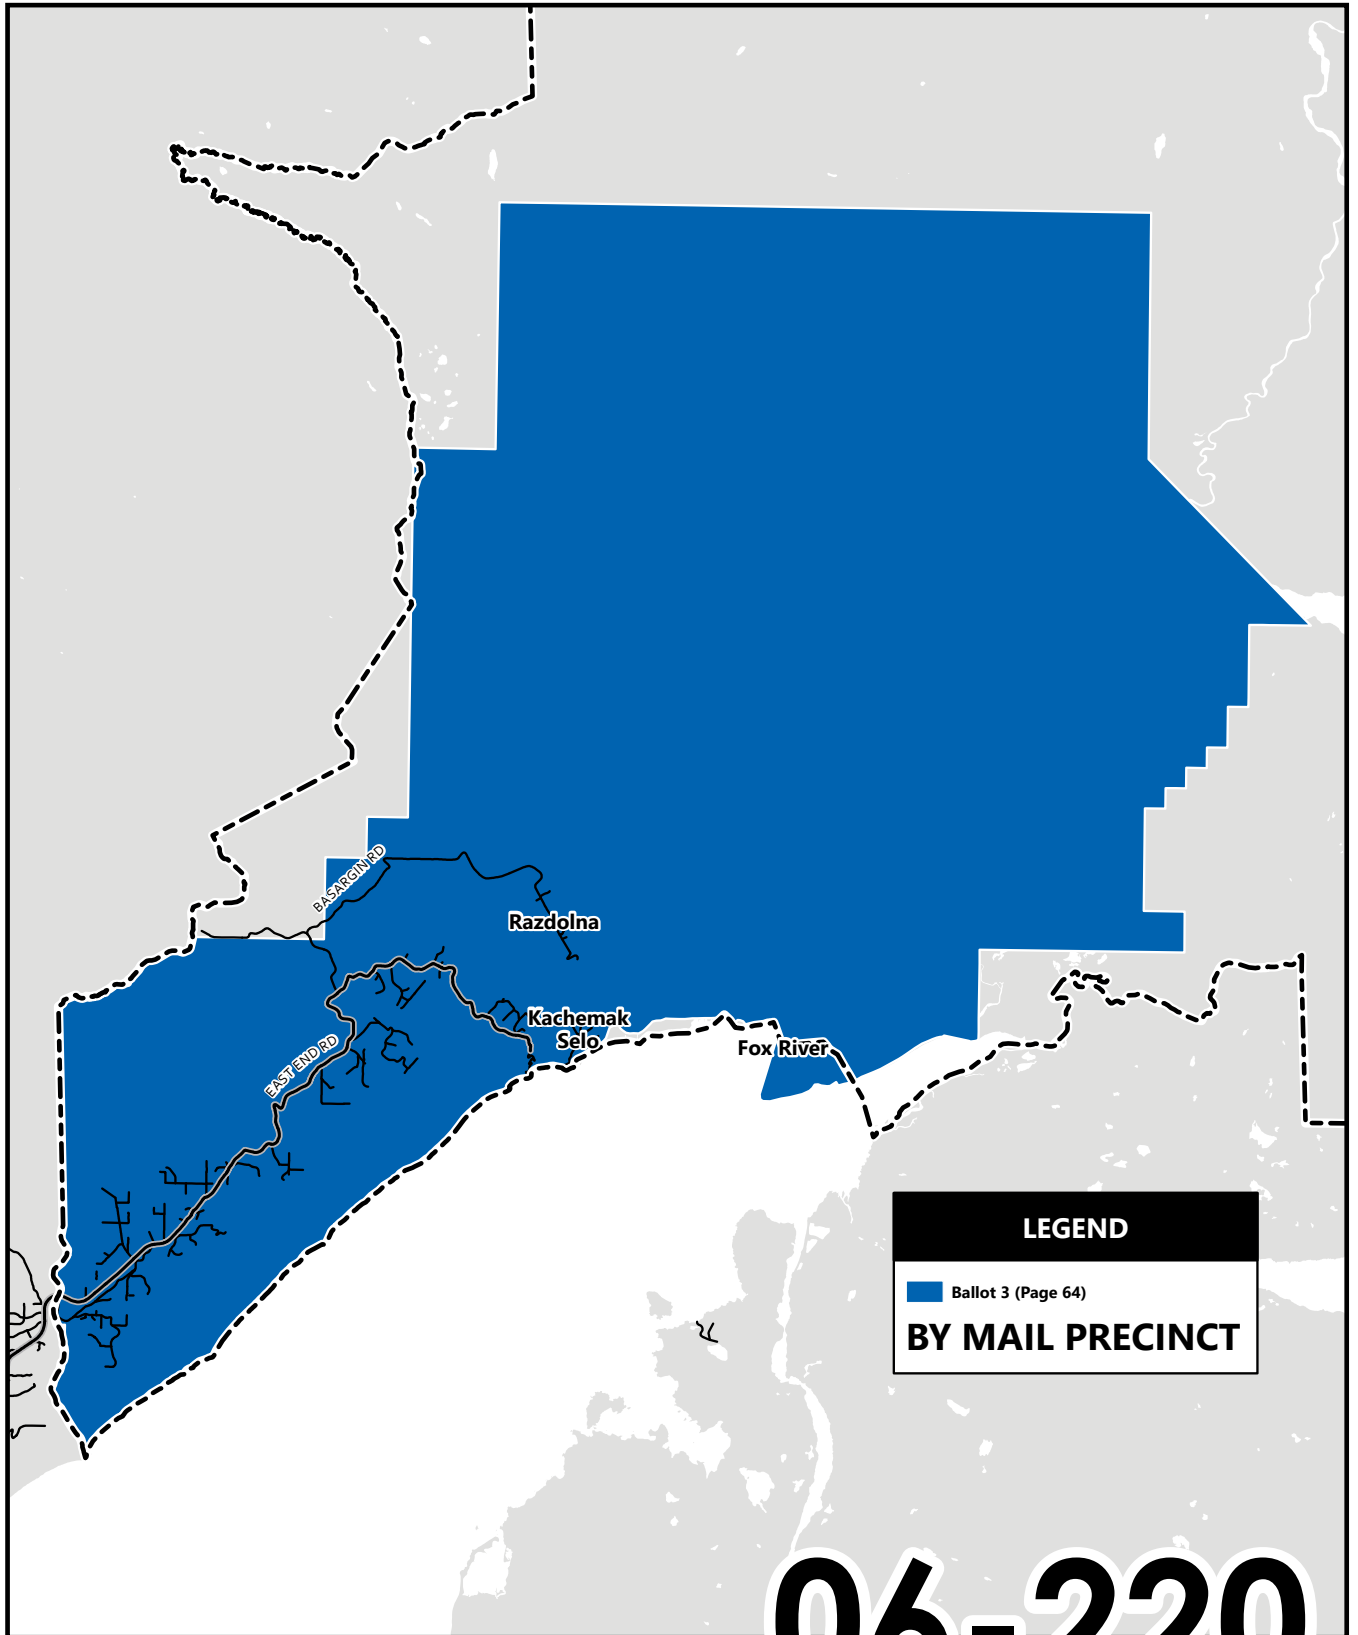 BASARGIN RD
Razdolna
Kachemak
Selo
Fox River
EAST END RD
LEGEND
Ballot 3 (Page 64)
BY MAIL PRECINCT
06-220